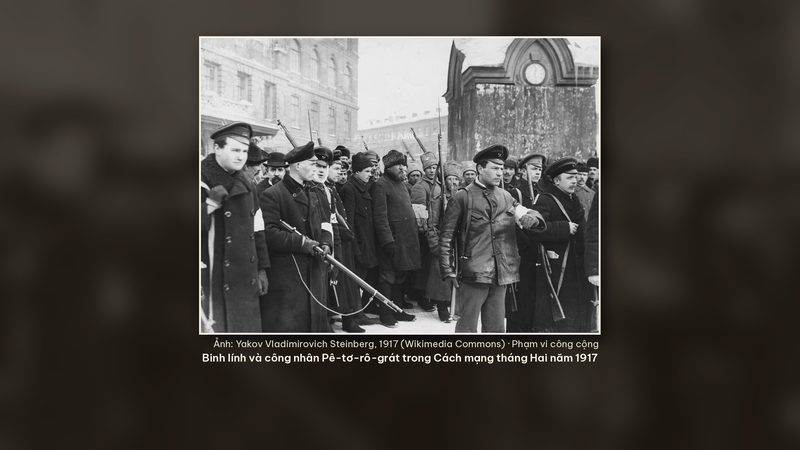 Ảnh: Yakov Vladimirovich Steinberg, 1917 (Wikimedia Commons) · Phạm vi công cộng
Binh lính và công nhân Pê-tơ-rô-grát trong Cách mạng tháng Hai năm 1917